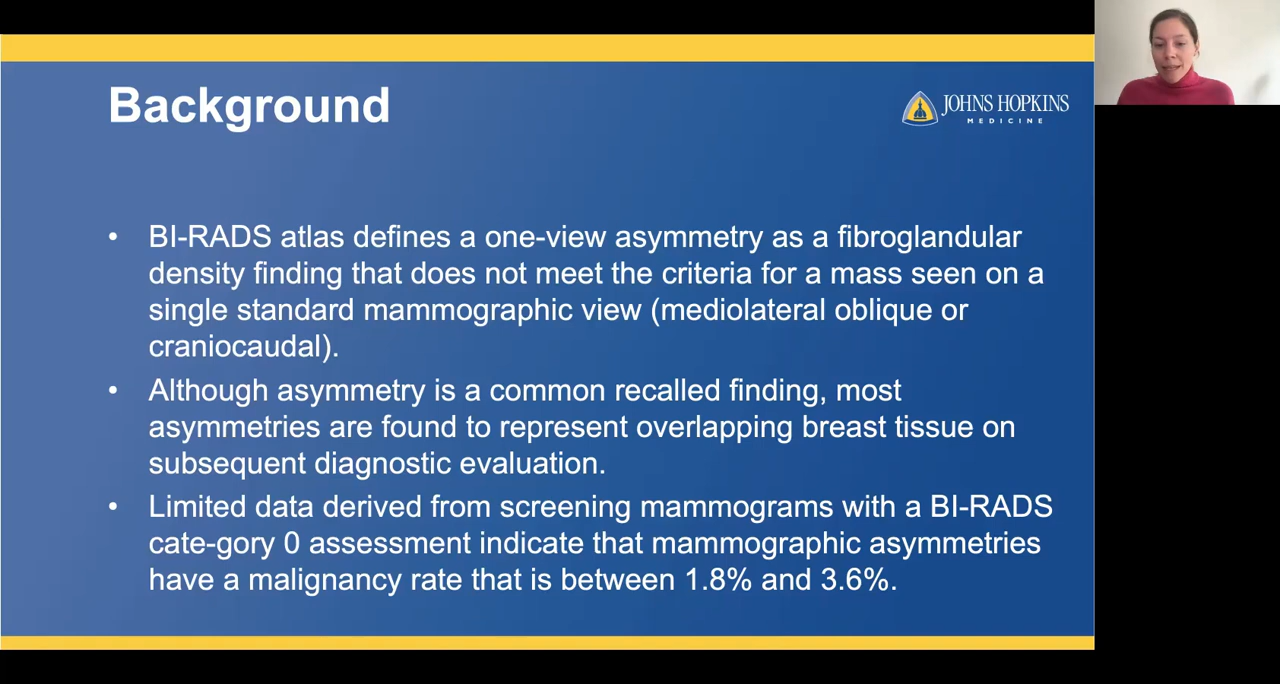 Background
JOHNS HOPKINS
MEDICINE
• BI-RADS atlas defines a one-view asymmetry as a fibroglandular
density finding that does not meet the criteria for a mass seen on a
single standard mammographic view (mediolateral oblique or
craniocaudal).
• Although asymmetry is a common recalled finding, most
asymmetries are found to represent overlapping breast tissue on
subsequent diagnostic evaluation.
• Limited data derived from screening mammograms with a BI-RADS
cate-gory 0 assessment indicate that mammographic asymmetries
have a malignancy rate that is between 1.8% and 3.6%.